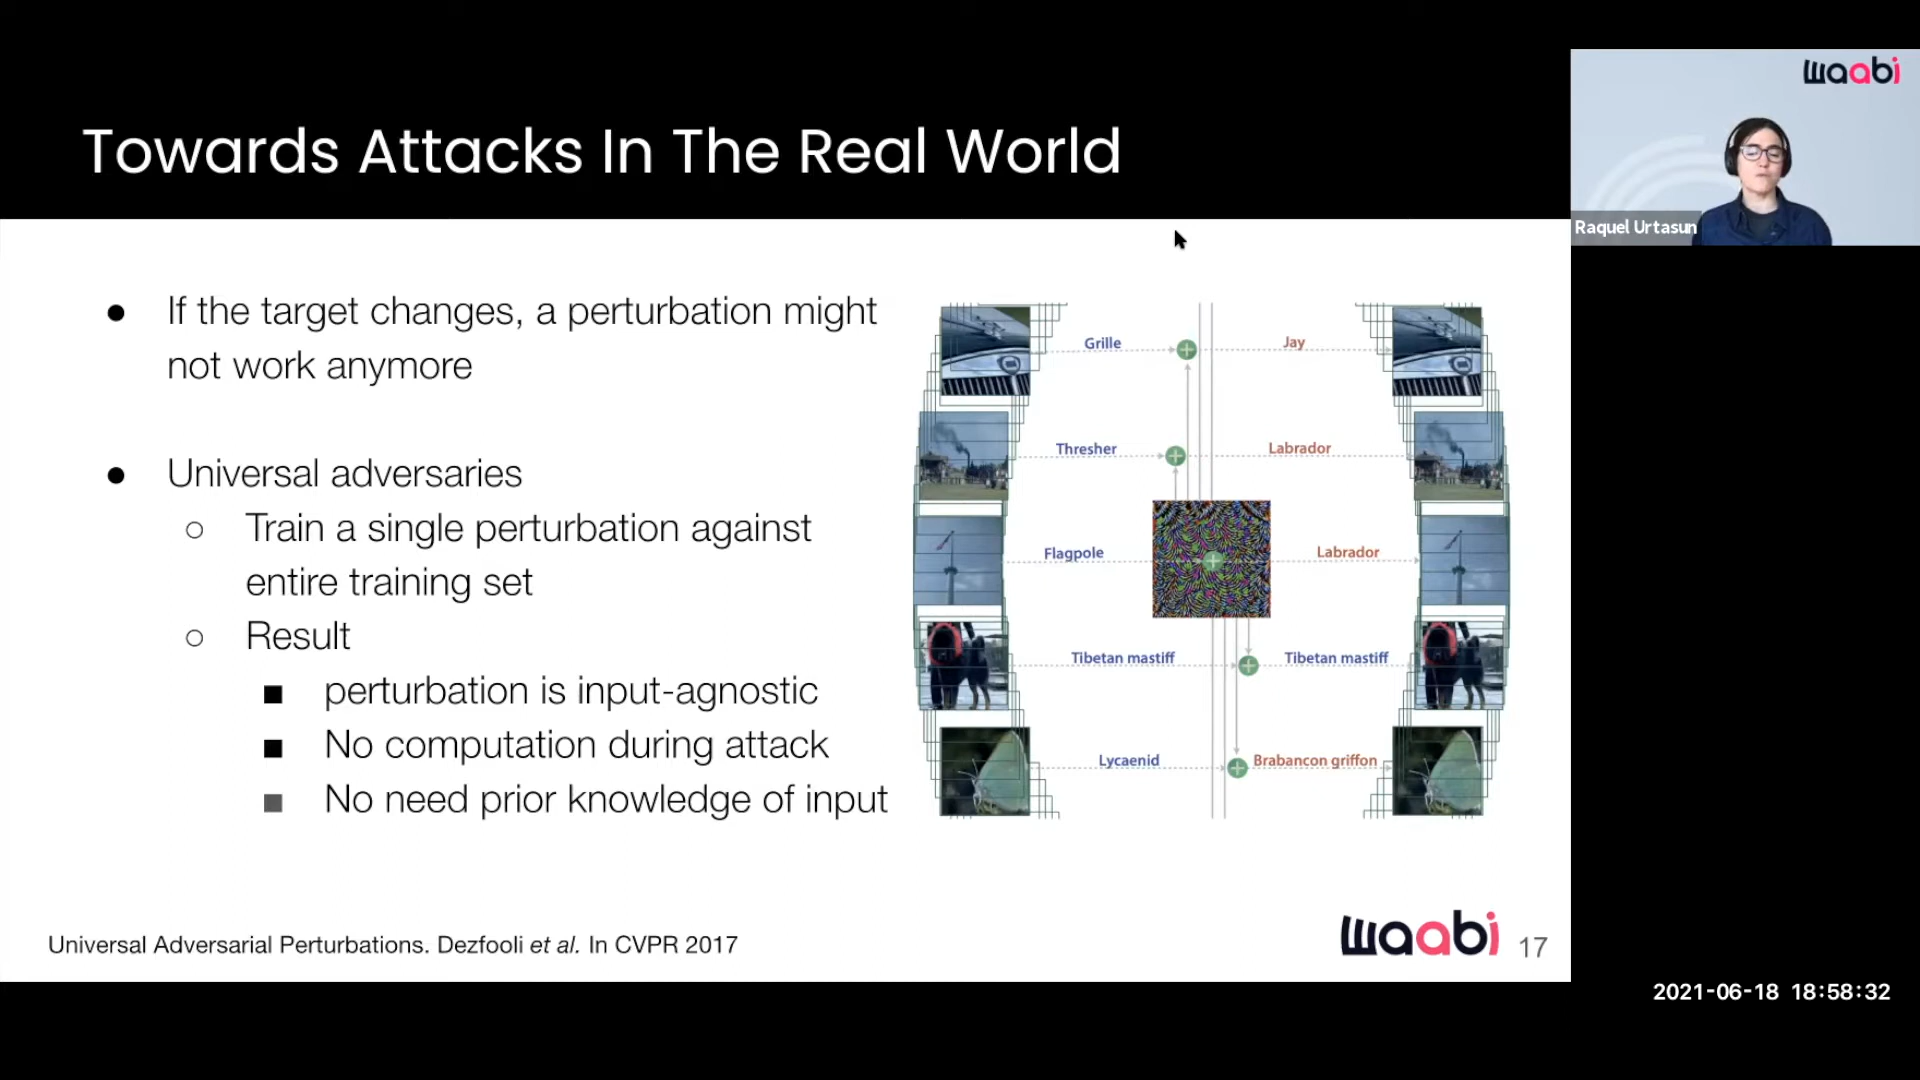 waabi
Towards Attacks In The Real World
Raquel Urtasun
● If the target changes, a perturbation might
not work anymore
● Universal adversaries
○ Train a single perturbation against
entire training set
○ Result
■ perturbation is input-agnostic
■ No computation during attack
■ No need prior knowledge of input
Grille
Jay
Thresher
Labrador
Flagpole
Labrador
Tibetan mastiff
Tibetan mastiff
Lycaenid
Brabancon griffon
Universal Adversarial Perturbations. Dezfooli et al. In CVPR 2017
waabi
17
2021-06-18 18:58:32